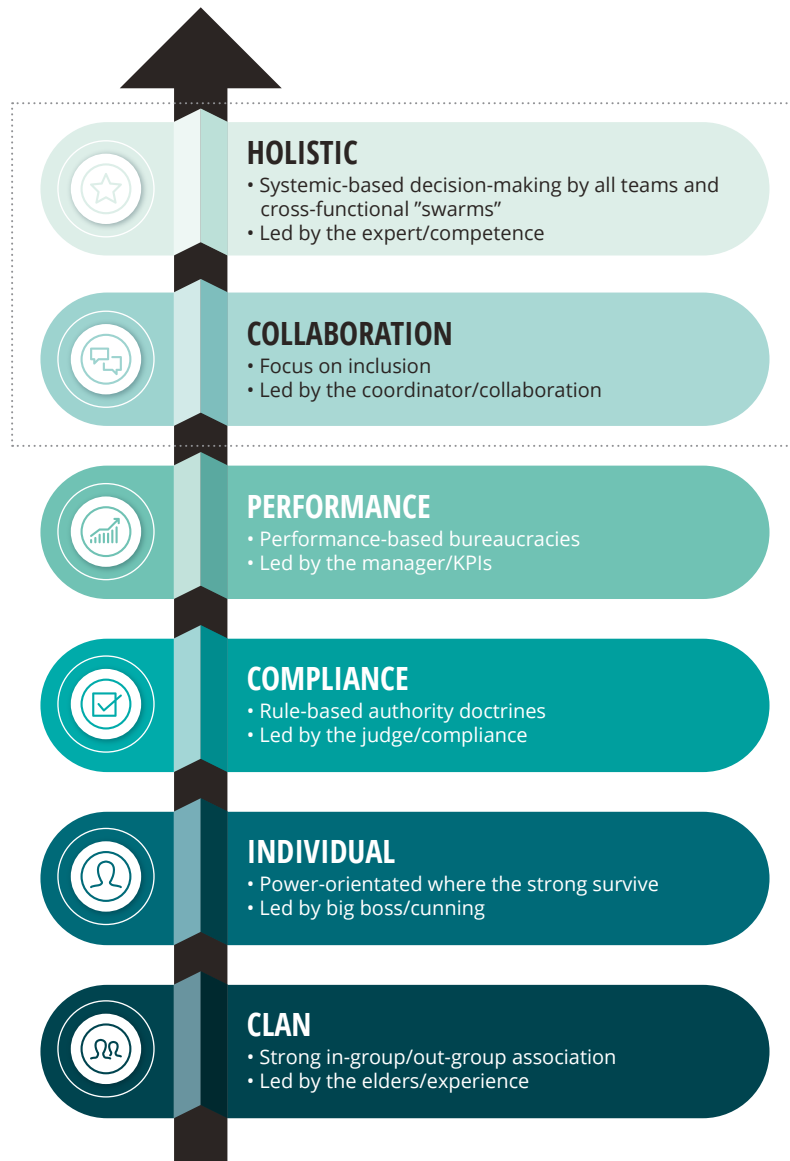 HOLISTIC
• Systemic-based decision-making by all teams and
cross-functional ”swarms”
• Led by the expert/competence
COLLABORATION
• Focus on inclusion
• Led by the coordinator/collaboration
PERFORMANCE
• Performance-based bureaucracies
• Led by the manager/KPIs
COMPLIANCE
• Rule-based authority doctrines
• Led by the judge/compliance
INDIVIDUAL
• Power-orientated where the strong survive
• Led by big boss/cunning
CLAN
• Strong in-group/out-group association
• Led by the elders/experience